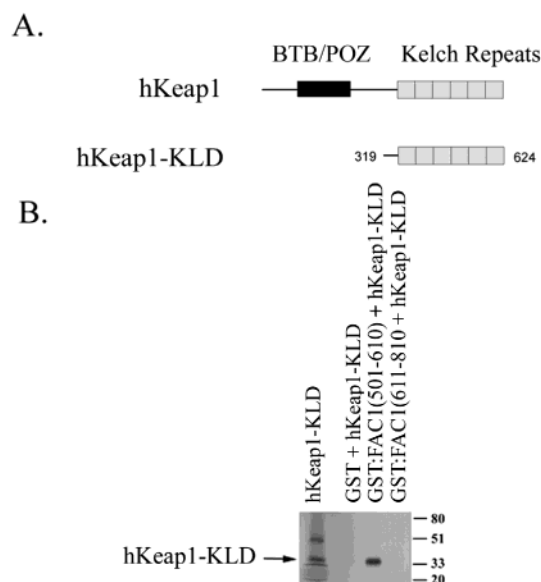 A.
BTB/POZ Kelch Repeats
hKeap1
hKeap1-KLD 319 624
B.
hKeap1-KLD
GST + hKeap1-KLD
GST:FAC1(501-610) + hKeap1-KLD
GST:FAC1(611-810 + hKeap1-KLD
80
51
hKeap1-KLD 33
20